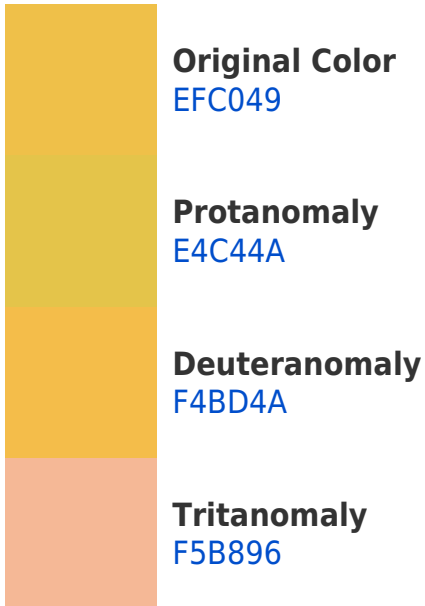 Original Color
EFC049
Protanomaly
E4C44A
Deuteranomaly
F4BD4A
Tritanomaly
F5B896